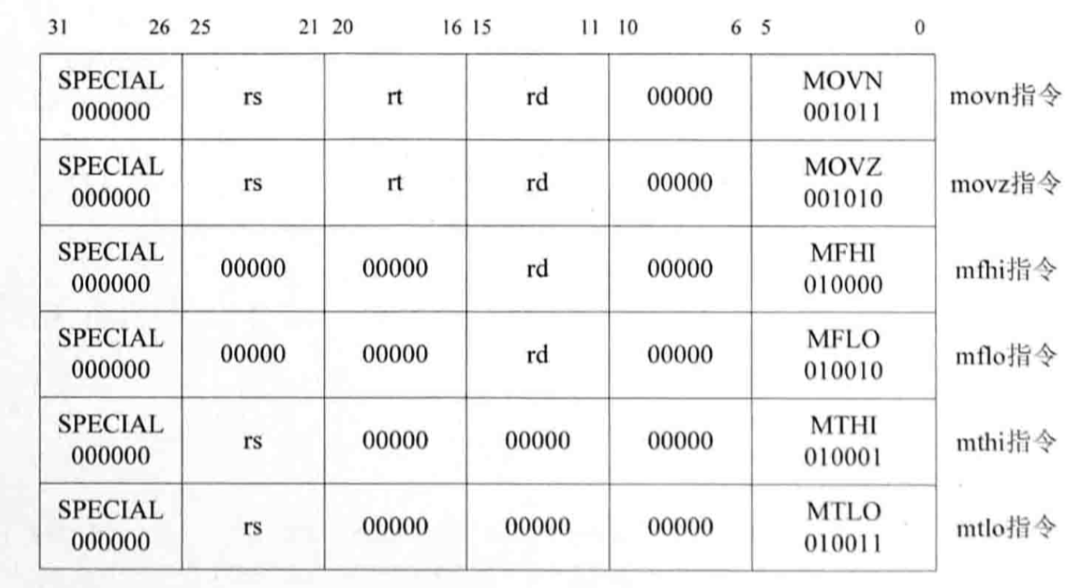 31 26 25 21 20 16 15 11 10 6 5 0
SPECIAL MOVN
000000 rs rt rd 00000 001011 movn指令
SPECIAL MOVZ
000000 rs rt rd 00000 001010 movz指令
SPECIAL MFHI
000000 00000 00000 rd 00000 010000 mfhi指令
SPECIAL MFLO
000000 00000 00000 rd 00000 010010 mflo指令
SPECIAL MTHI
000000 rs 00000 00000 00000 010001 mthi指令
SPECIAL MTLO
000000 rs 00000 00000 00000 010011 mtlo指令